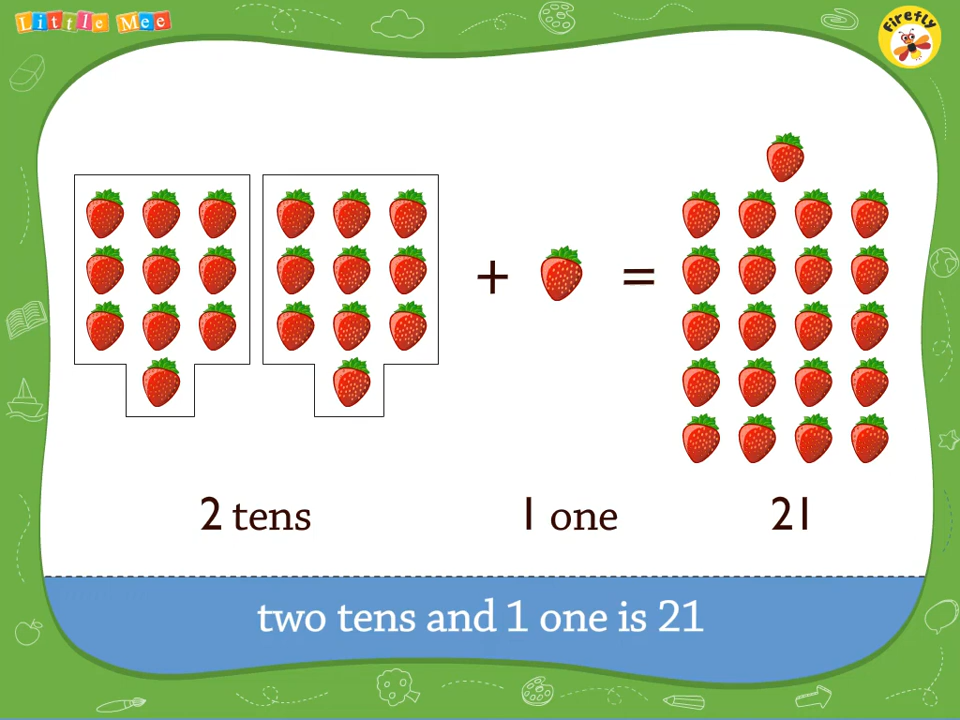 Little Mee
Firefly
+ =
2 tens 1 one 21
two tens and 1 one is 21